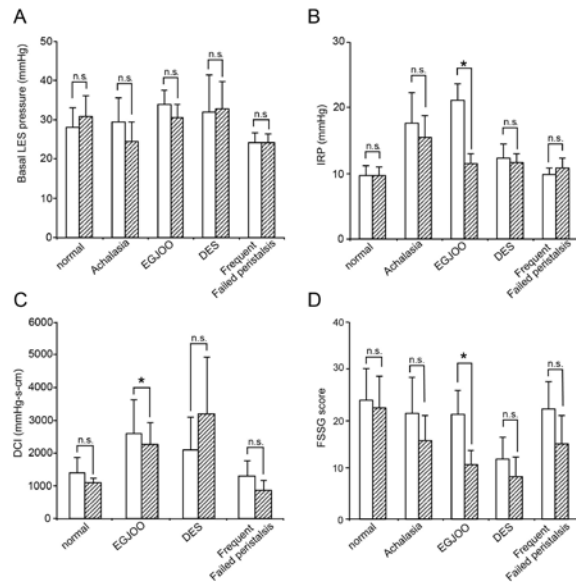 A
Basal LES pressure (mmHg)
50
40
30
20
10
0
n.s.
n.s.
n.s.
n.s.
n.s.
normal
Achalasia
EGJOO
DES
Frequent
Failed peristalsis
B
IRP (mmHg)
30
20
10
0
n.s.
n.s.
*
n.s.
n.s.
normal
Achalasia
EGJOO
DES
Frequent
Failed peristalsis
C
DCI (mmHg-s-cm)
6000
5000
4000
3000
2000
1000
0
n.s.
*
n.s.
n.s.
normal
EGJOO
DES
Frequent
Failed peristalsis
D
FSSG score
40
30
20
10
0
n.s.
n.s.
*
n.s.
n.s.
normal
Achalasia
EGJOO
DES
Frequent
Failed peristalsis